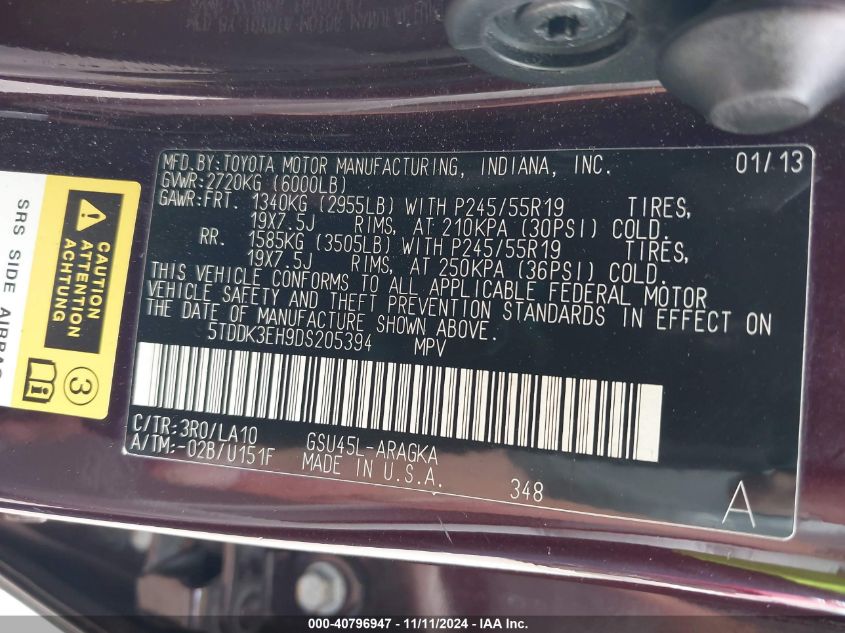 MFD.BY:TOYOTA MOTOR MANUFACTURING, INDIANA, INC. 01/13
GVWR:2720KG (6000LB)
GAWR:FRT. 1340KG (2955LB) WITH P245/55R19 TIRES,
19X7.5J RIMS, AT 210KPA (30PSI) COLD.
RR. 1585KG (3505LB) WITH P245/55R19 TIRES,
19X7.5J RIMS, AT 250KPA (36PSI) COLD.
THIS VEHICLE CONFORMS TO ALL APPLICABLE FEDERAL MOTOR
VEHICLE SAFETY AND THEFT PREVENTION STANDARDS IN EFFECT ON
THE DATE OF MANUFACTURE SHOWN ABOVE.
5TDDK3EH9DS205394 MPV
C/TR:3R0/LA10 GSU45L-ARAGKA
A/TM:-02B/U151F MADE IN U.S.A.
348
A
CAUTION
ATTENTION
ACHTUNG
3
SRS SIDE AIRBAG
000-40796947 - 11/11/2024 - IAA Inc.